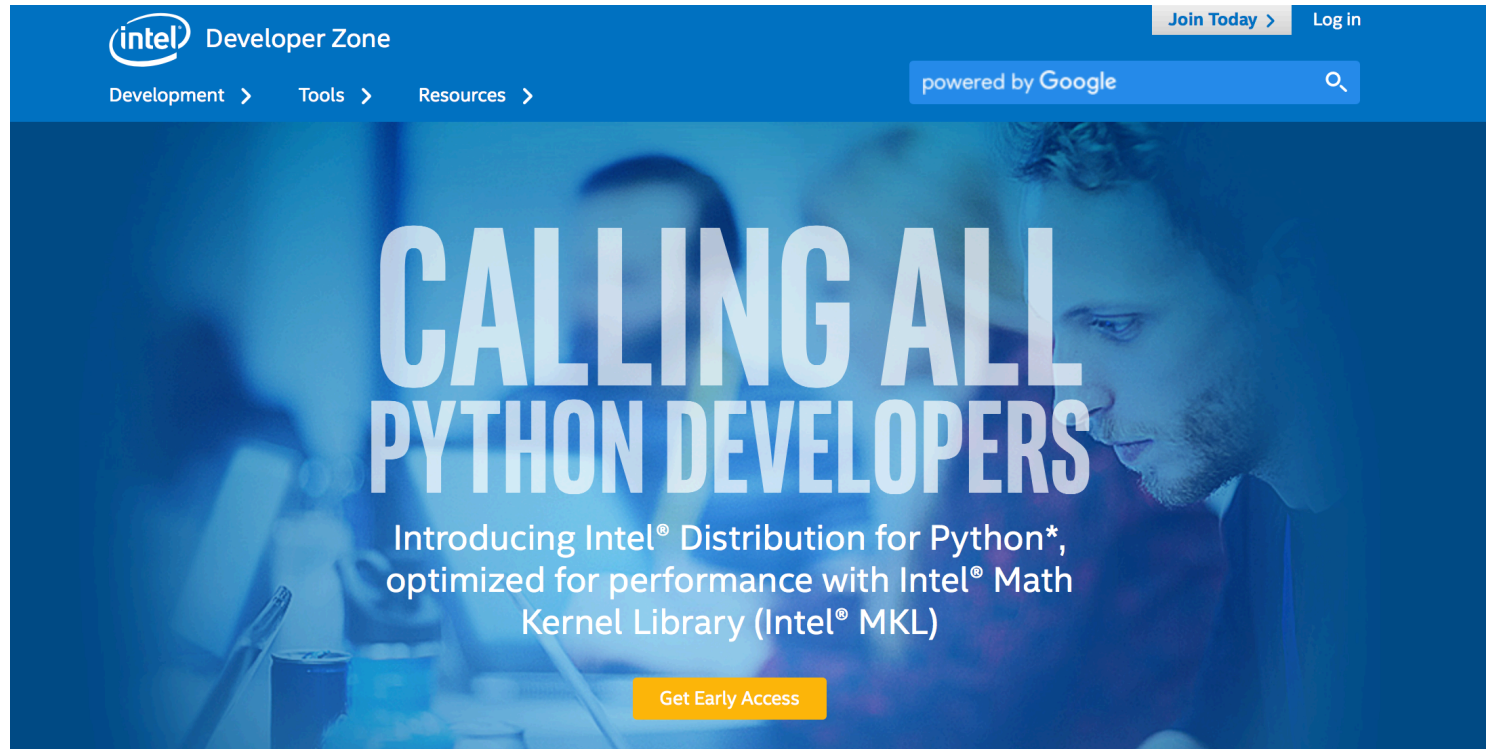 Join Today >
Log in
intel Developer Zone
Development >
Tools >
Resources >
powered by Google
CALLING ALL
PYTHON DEVELOPERS
Introducing Intel® Distribution for Python*,
optimized for performance with Intel® Math
Kernel Library (Intel® MKL)
Get Early Access